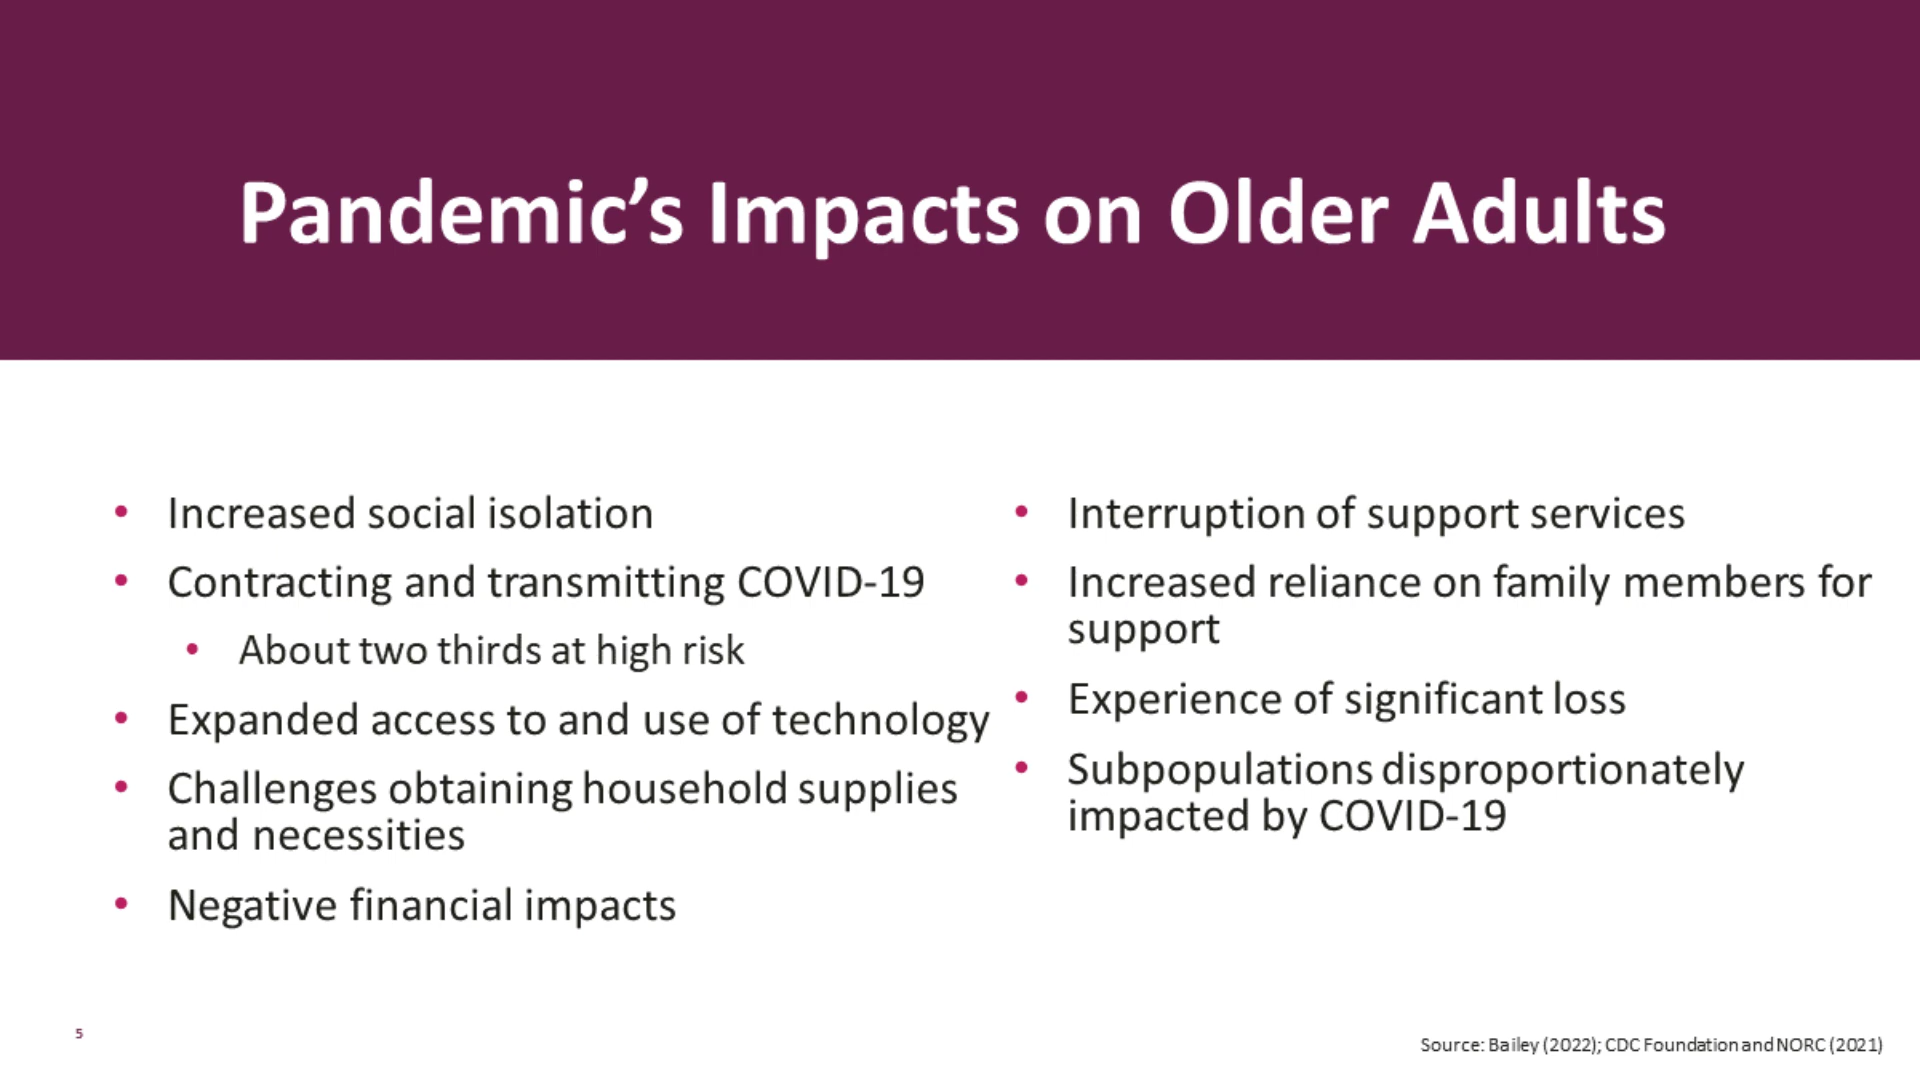 Pandemic’s Impacts on Older Adults
• Increased social isolation
• Contracting and transmitting COVID-19
• About two thirds at high risk
• Expanded access to and use of technology
• Challenges obtaining household supplies
and necessities
• Negative financial impacts
• Interruption of support services
• Increased reliance on family members for
support
• Experience of significant loss
• Subpopulations disproportionately
impacted by COVID-19
5
Source: Bailey (2022); CDC Foundation and NORC (2021)